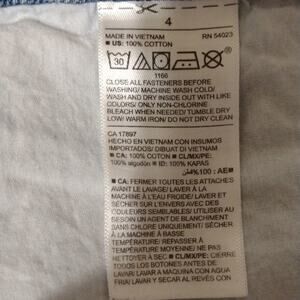 4
MADE IN VIETNAM RN 54023
■ US: 100% COTTON
30
1166
CLOSE ALL FASTENERS BEFORE
WASHING/ MACHINE WASH COLD/
WASH AND DRY INSIDE OUT WITH LIKE
COLORS/ ONLY NON-CHLORINE
BLEACH WHEN NEEDED/ TUMBLE DRY
LOW/ WARM IRON/ DO NOT DRY CLEAN
CA 17897
HECHO EN VIETNAM CON INSUMOS
IMPORTADOS/ DIBUAT DI VIETNAM
■ CA: 100% COTON ■ CL/MX/PE:
100% algodón ■ ID: 100% KAPAS
■ AE: 100٪
■ CA: FERMER TOUTES LES ATTACHES
AVANT LE LAVAGE/ LAVER À LA
MACHINE À L'EAU FROIDE/ LAVER ET
SÉCHER SUR L'ENVERS AVEC DES
COULEURS SEMBLABLES/ UTILISER AU
BESOIN UN AGENT DE BLANCHIMENT
SANS CHLORE UNIQUEMENT/ SÉCHER
À LA MACHINE À BASSE
TEMPÉRATURE/ REPASSER À
TEMPÉRATURE MOYENNE/ NE PAS
NETTOYER À SEC ■ CL/MX/PE: CIERRE
TODOS LOS BOTONES ANTES DE
LAVAR/ LAVAR A MAQUINA CON AGUA
FRIA/ LAVAR Y SECAR AL REVES CON